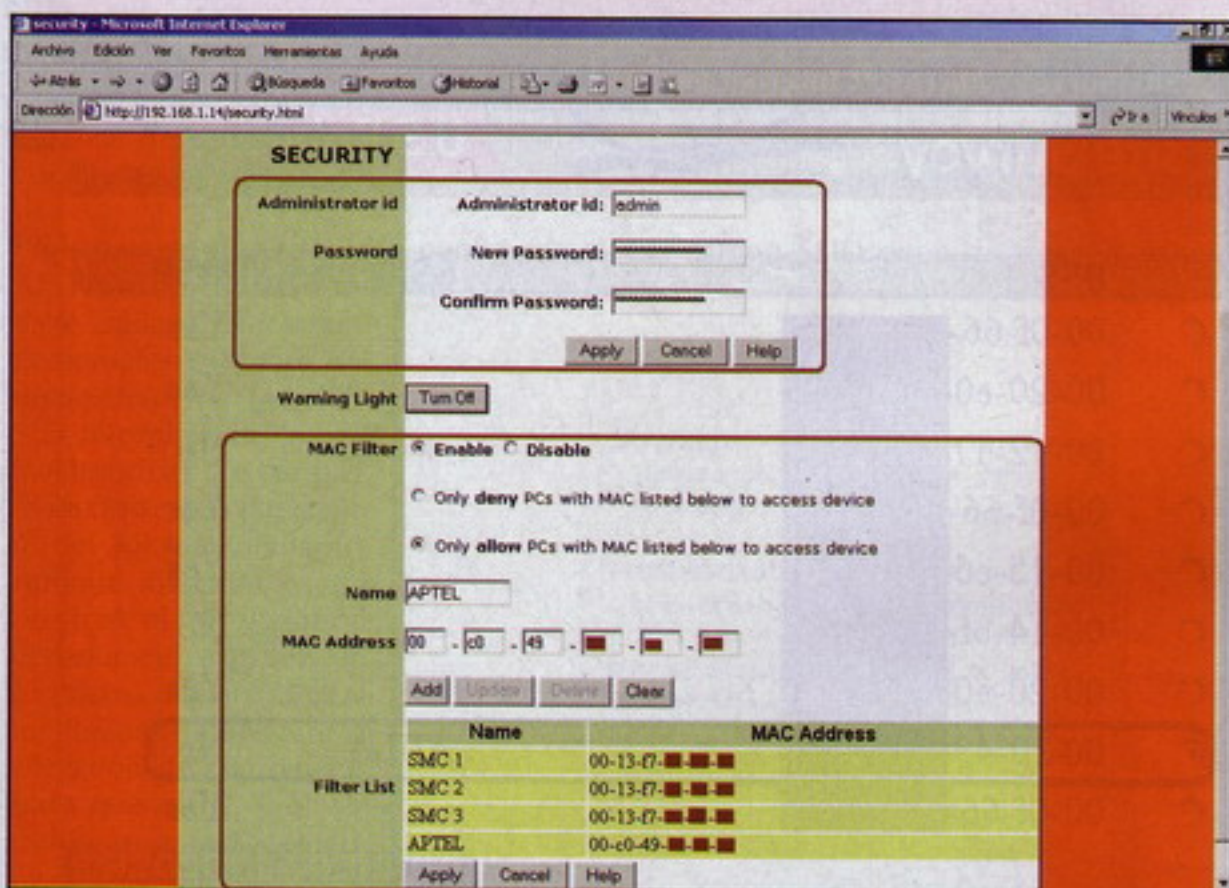 security - Microsoft Internet Explorer
Archivo Edición Ver Favoritos Herramientas Ayuda
Atrás Búsqueda Favoritos Historial
Dirección http://192.168.1.14/security.html Ir a Vínculos
SECURITY
Administrator id Administrator id: admin
Password New Password:
Confirm Password:
Apply Cancel Help
Warning Light Turn Off
MAC Filter Enable Disable
Only deny PCs with MAC listed below to access device
Only allow PCs with MAC listed below to access device
Name APTEL
MAC Address 00 - c0 - 49 - - -
Add Update Delete Clear
Name MAC Address
SMC 1 00-13-f7- - -
Filter List SMC 2 00-13-f7- - -
SMC 3 00-13-f7- - -
APTEL 00-c0-49- - -
Apply Cancel Help